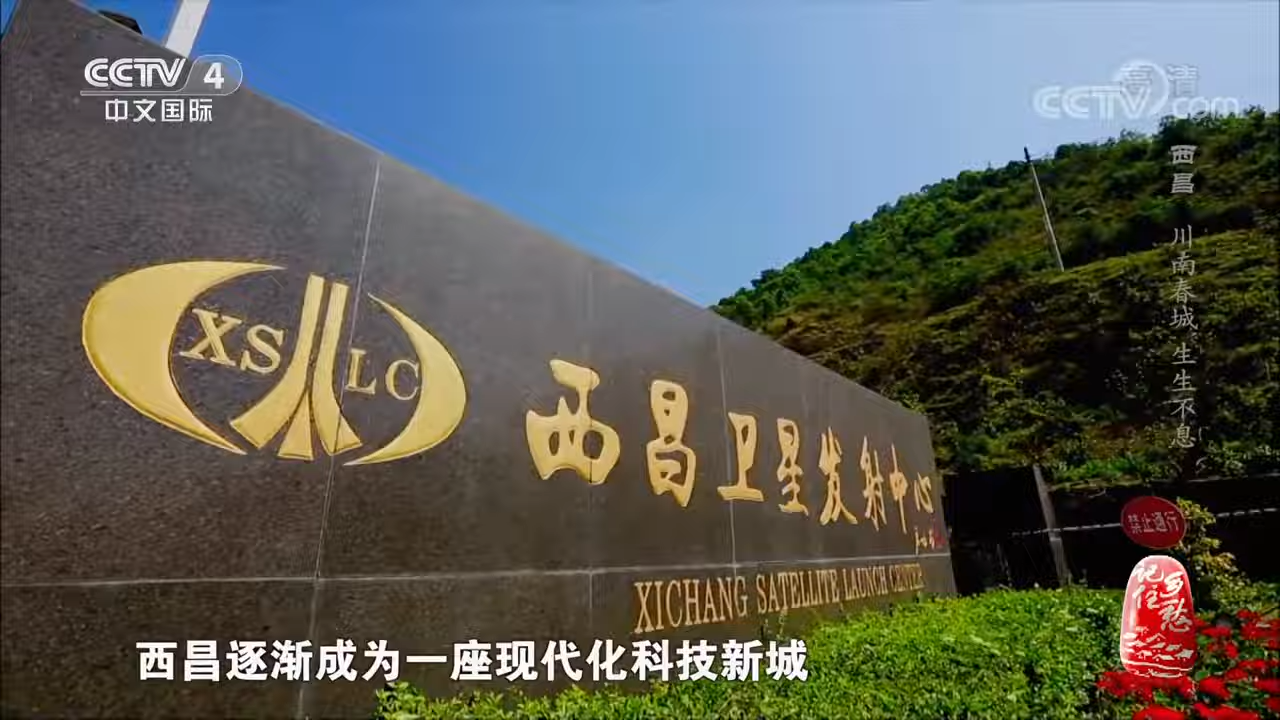 CCTV 4
中文国际
高清
CCTV.com
西昌 川南春城 生生不息
XSLC
西昌卫星发射中心
XICHANG SATELLITE LAUNCH CENTER
禁止通行
记住乡愁
西昌逐渐成为一座现代化科技新城